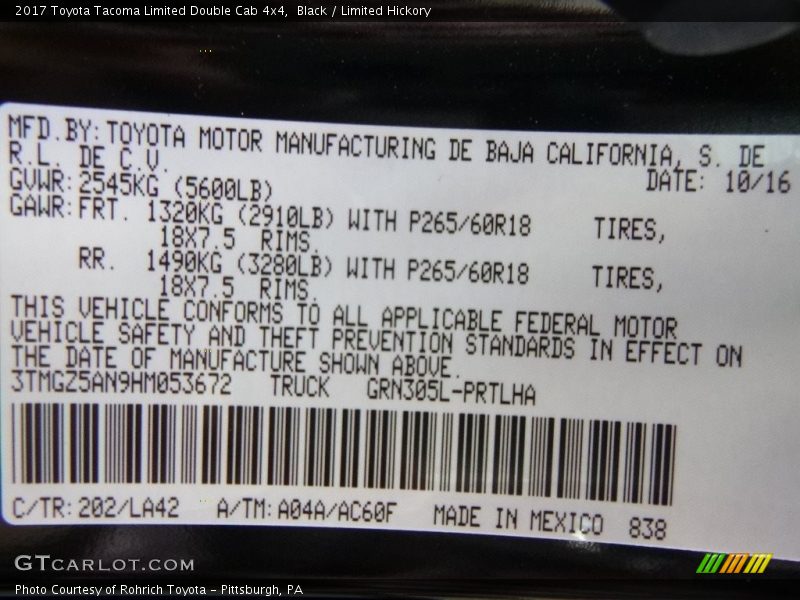 2017 Toyota Tacoma Limited Double Cab 4x4, Black / Limited Hickory
MFD.BY: TOYOTA MOTOR MANUFACTURING DE BAJA CALIFORNIA, S. DE
R.L. DE C.V.
DATE: 10/16
GVWR: 2545KG (5600LB)
GAWR: FRT. 1320KG (2910LB) WITH P265/60R18 TIRES,
18X7.5 RIMS.
RR. 1490KG (3280LB) WITH P265/60R18 TIRES,
18X7.5 RIMS.
THIS VEHICLE CONFORMS TO ALL APPLICABLE FEDERAL MOTOR
VEHICLE SAFETY AND THEFT PREVENTION STANDARDS IN EFFECT ON
THE DATE OF MANUFACTURE SHOWN ABOVE.
3TMGZ5AN9HM053672 TRUCK GRN305L-PRTLHA
C/TR: 202/LA42 A/TM: A04A/AC60F MADE IN MEXICO 838
GTCARLOT.COM
Photo Courtesy of Rohrich Toyota – Pittsburgh, PA